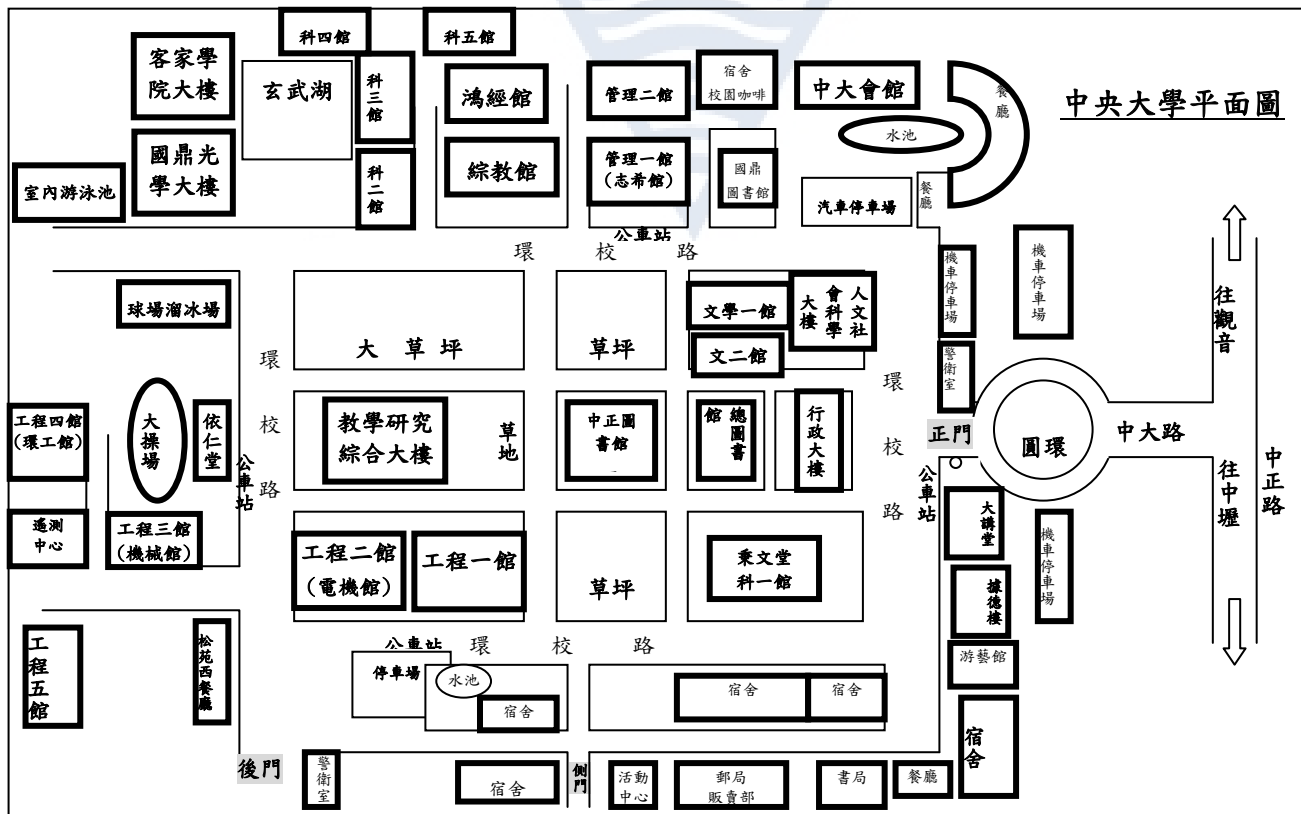 中央大學平面圖
科四館
科五館
客家學
院大樓
玄武湖
科三館
鴻經館
管理二館
宿舍
校園咖啡
中大會館
餐廳
水池
國鼎光
學大樓
室內游泳池
科二館
綜教館
管理一館
(志希館)
國鼎
圖書館
汽車停車場
餐廳
公車站
環校路
機車停車場
機車停車場
往觀音
球場溜冰場
大草坪
草坪
文學一館
人文社
會科學
大樓
文二館
環校路
環校路
警衛室
工程四館
(環工館)
大操場
依仁堂
公車站
教學研究
綜合大樓
草地
中正圖
書館
總圖書
館
行政大樓
正門
圓環
中大路
中正路
往中壢
公車站
遙測
中心
工程三館
(機械館)
工程二館
(電機館)
工程一館
草坪
秉文堂
科一館
大講堂
機車停車場
據德樓
工程五館
松苑西餐廳
公車站
環校路
停車場
水池
宿舍
宿舍
宿舍
游藝館
宿舍
後門
警衛室
宿舍
側門
活動
中心
郵局
販賣部
書局
餐廳